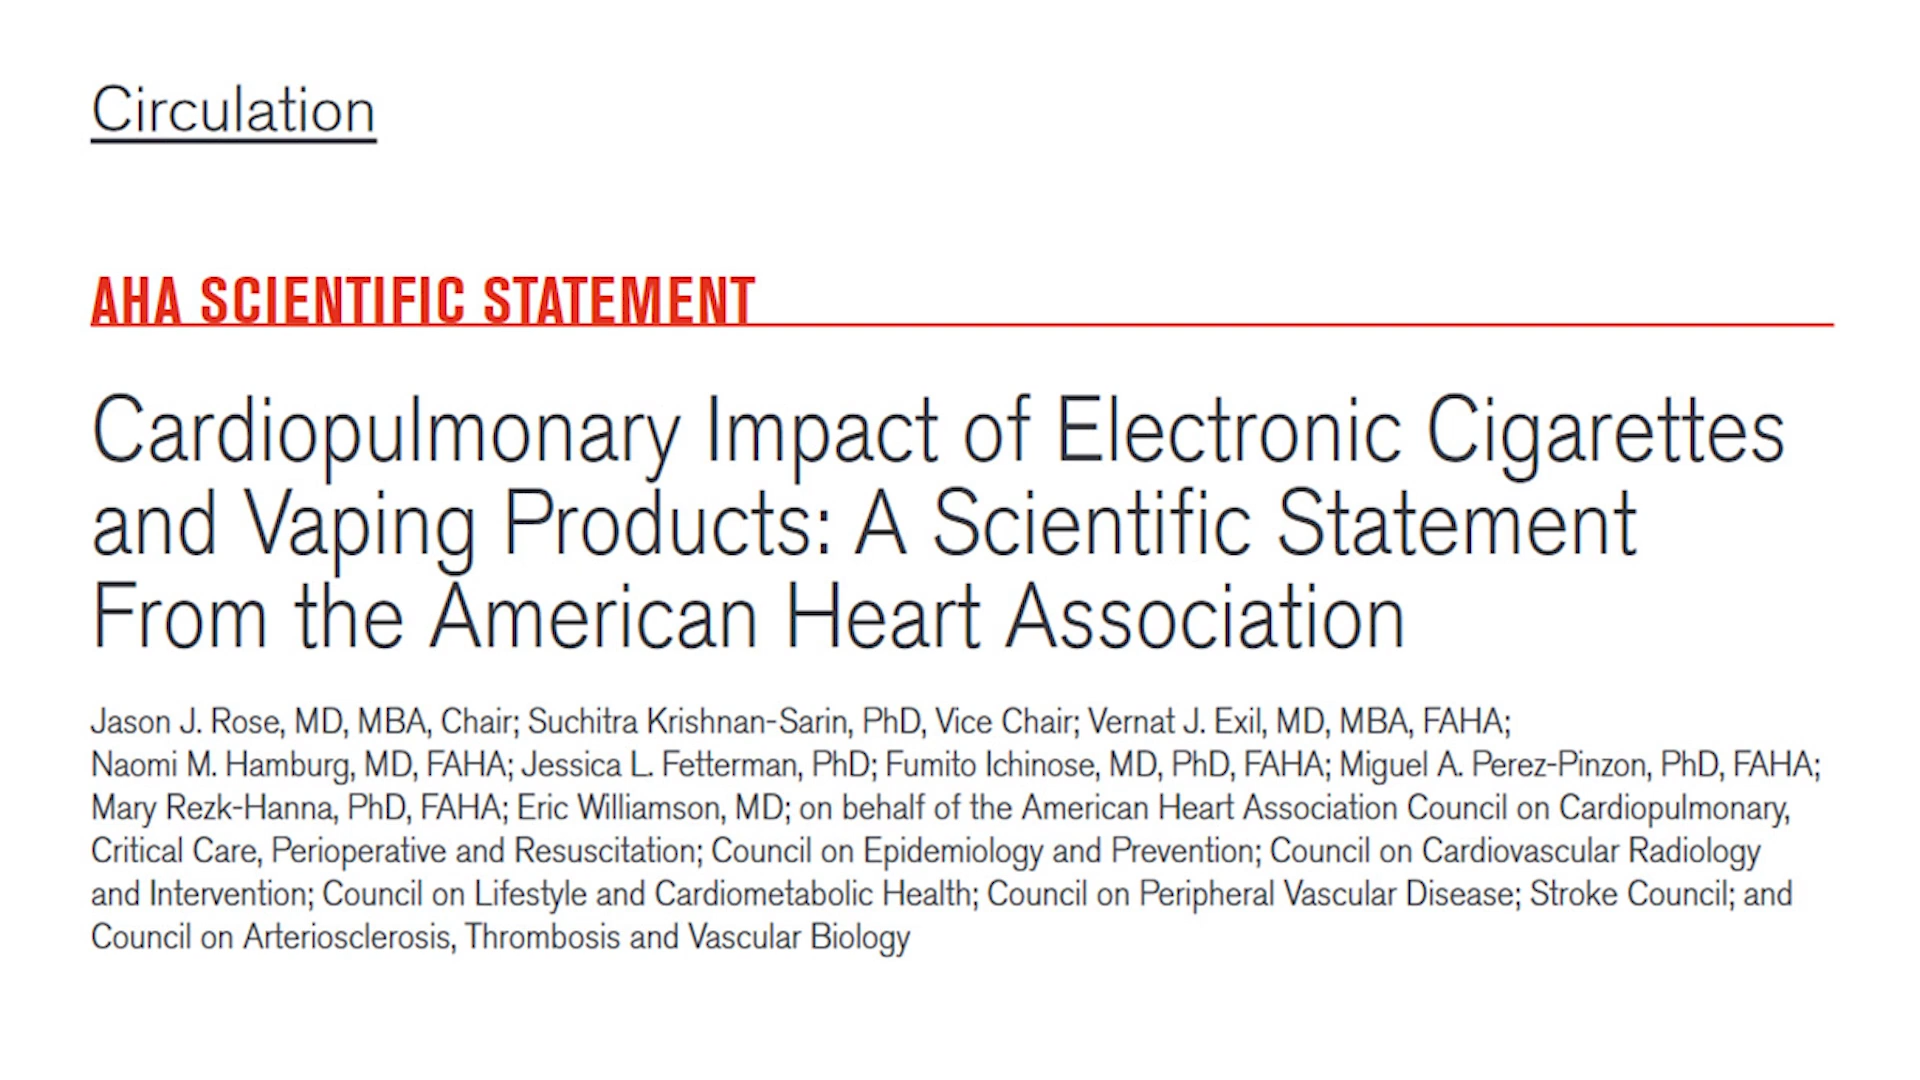 Circulation
AHA SCIENTIFIC STATEMENT
Cardiopulmonary Impact of Electronic Cigarettes
and Vaping Products: A Scientific Statement
From the American Heart Association
Jason J. Rose, MD, MBA, Chair; Suchitra Krishnan-Sarin, PhD, Vice Chair; Vernat J. Exil, MD, MBA, FAHA;
Naomi M. Hamburg, MD, FAHA; Jessica L. Fetterman, PhD; Fumito Ichinose, MD, PhD, FAHA; Miguel A. Perez-Pinzon, PhD, FAHA;
Mary Rezk-Hanna, PhD, FAHA; Eric Williamson, MD; on behalf of the American Heart Association Council on Cardiopulmonary,
Critical Care, Perioperative and Resuscitation; Council on Epidemiology and Prevention; Council on Cardiovascular Radiology
and Intervention; Council on Lifestyle and Cardiometabolic Health; Council on Peripheral Vascular Disease; Stroke Council; and
Council on Arteriosclerosis, Thrombosis and Vascular Biology